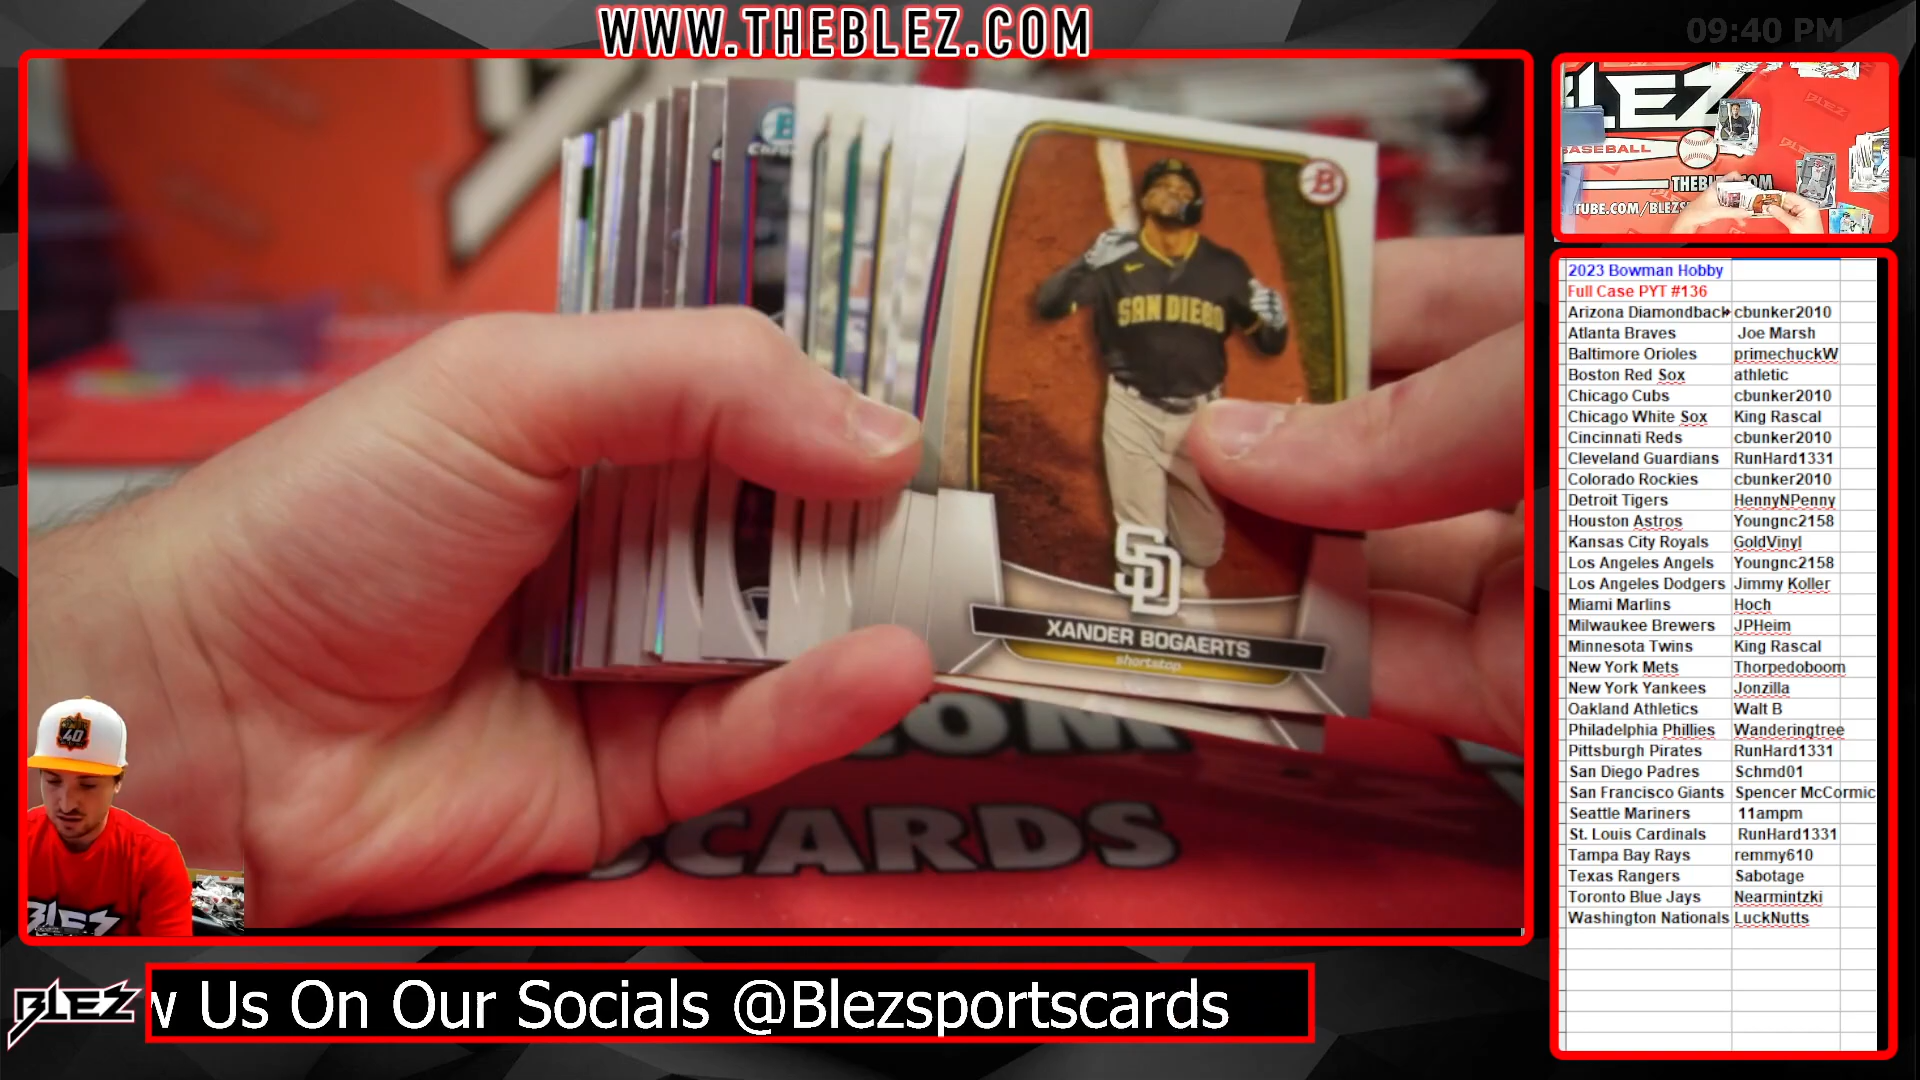 WWW.THEBLEZ.COM
09:40 PM
B
SAN DIEGO
SD
XANDER BOGAERTS
shortstop
CARDS
40
BLEZ
BASEBALL
2023 Bowman Hobby
Full Case PYT #136
Arizona Diamondback cbunker2010
Atlanta Braves Joe Marsh
Baltimore Orioles primechuckW
Boston Red Sox athletic
Chicago Cubs cbunker2010
Chicago White Sox King Rascal
Cincinnati Reds cbunker2010
Cleveland Guardians RunHard1331
Colorado Rockies cbunker2010
Detroit Tigers HennyNPenny
Houston Astros Youngnc2158
Kansas City Royals GoldVinyl
Los Angeles Angels Youngnc2158
Los Angeles Dodgers Jimmy Koller
Miami Marlins Hoch
Milwaukee Brewers JPHeim
Minnesota Twins King Rascal
New York Mets Thorpedoboom
New York Yankees Jonzilla
Oakland Athletics Walt B
Philadelphia Phillies Wanderingtree
Pittsburgh Pirates RunHard1331
San Diego Padres Schmd01
San Francisco Giants Spencer McCormic
Seattle Mariners 11ampm
St. Louis Cardinals RunHard1331
Tampa Bay Rays remmy610
Texas Rangers Sabotage
Toronto Blue Jays Nearmintzki
Washington Nationals LuckNutts
BLEZ
w Us On Our Socials @Blezsportscards